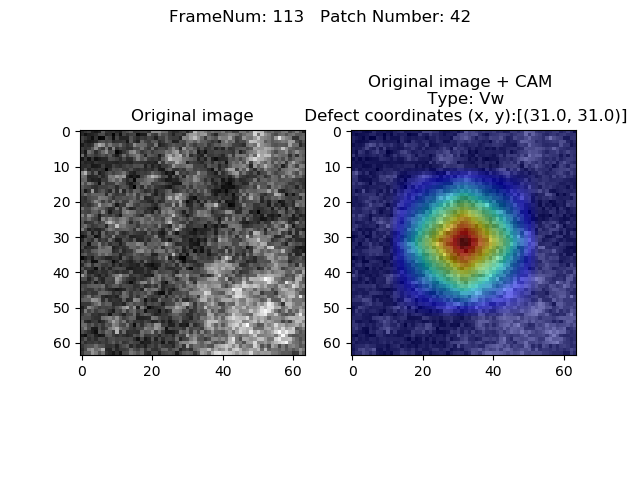 FrameNum: 113   Patch Number: 42
Original image
0
10
20
30
40
50
60
0 20 40 60
Original image + CAM
Type: Vw
Defect coordinates (x, y):[(31.0, 31.0)]
0
10
20
30
40
50
60
0 20 40 60